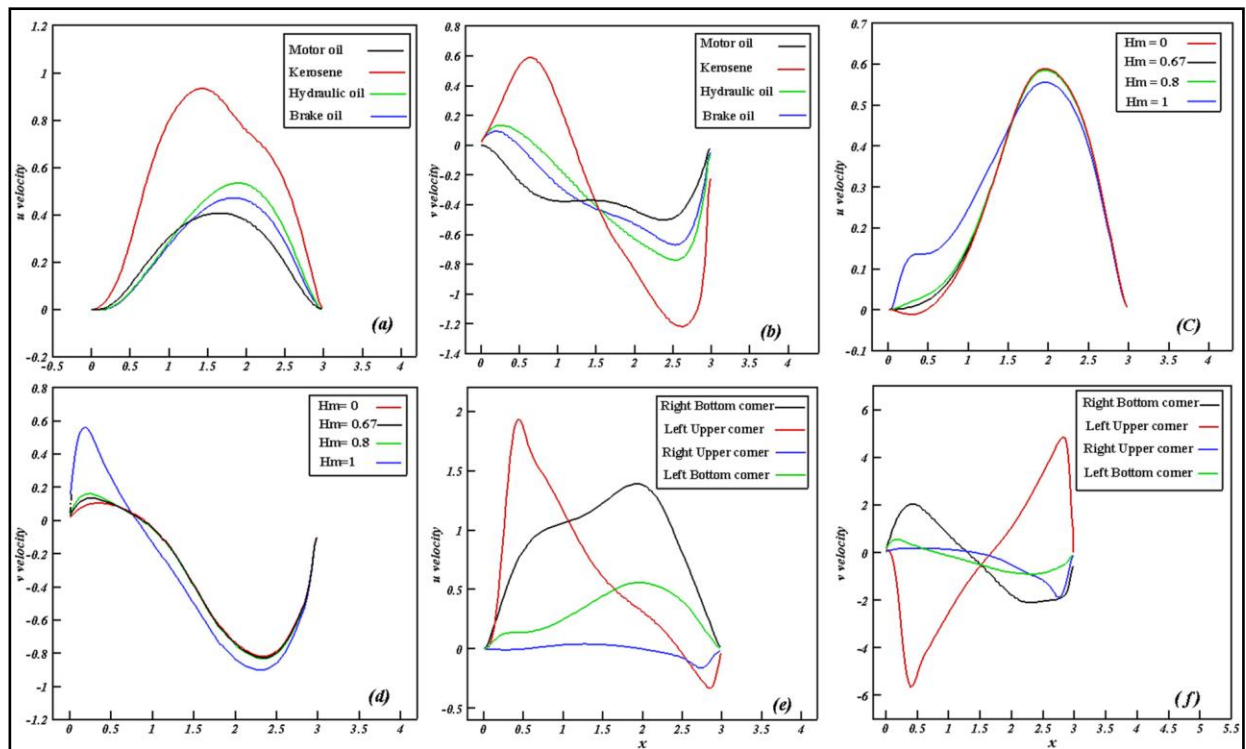 1.2
1
0.8
0.6
0.4
0.2
0
-0.2
-0.5 0 0.5 1 1.5 2 2.5 3 3.5 4
u velocity
Motor oil
Kerosene
Hydraulic oil
Brake oil
(a)
0.8
0.6
0.4
0.2
0
-0.2
-0.4
-0.6
-0.8
-1
-1.2
-1.4
0 1 2 3 4
v velocity
Motor oil
Kerosene
Hydraulic oil
Brake oil
(b)
0.7
0.6
0.5
0.4
0.3
0.2
0.1
0
-0.1
0 0.5 1 1.5 2 2.5 3 3.5 4
u velocity
Hm = 0
Hm = 0.67
Hm = 0.8
Hm = 1
(C)
0.8
0.6
0.4
0.2
0
-0.2
-0.4
-0.6
-0.8
-1
-1.2
0 0.5 1 1.5 2 2.5 3 3.5 4
v velocity
Hm= 0
Hm= 0.67
Hm = 0.8
Hm=1
(d)
2
1.5
1
0.5
0
-0.5
0 0.5 1 1.5 2 2.5 3 3.5 4
u velocity
x
Right Bottom corner
Left Upper corner
Right Upper corner
Left Bottom corner
(e)
6
4
2
0
-2
-4
-6
0 0.5 1 1.5 2 2.5 3 3.5 4 4.5 5 5.5
v velocity
x
Right Bottom corner
Left Upper corner
Right Upper corner
Left Bottom corner
(f)